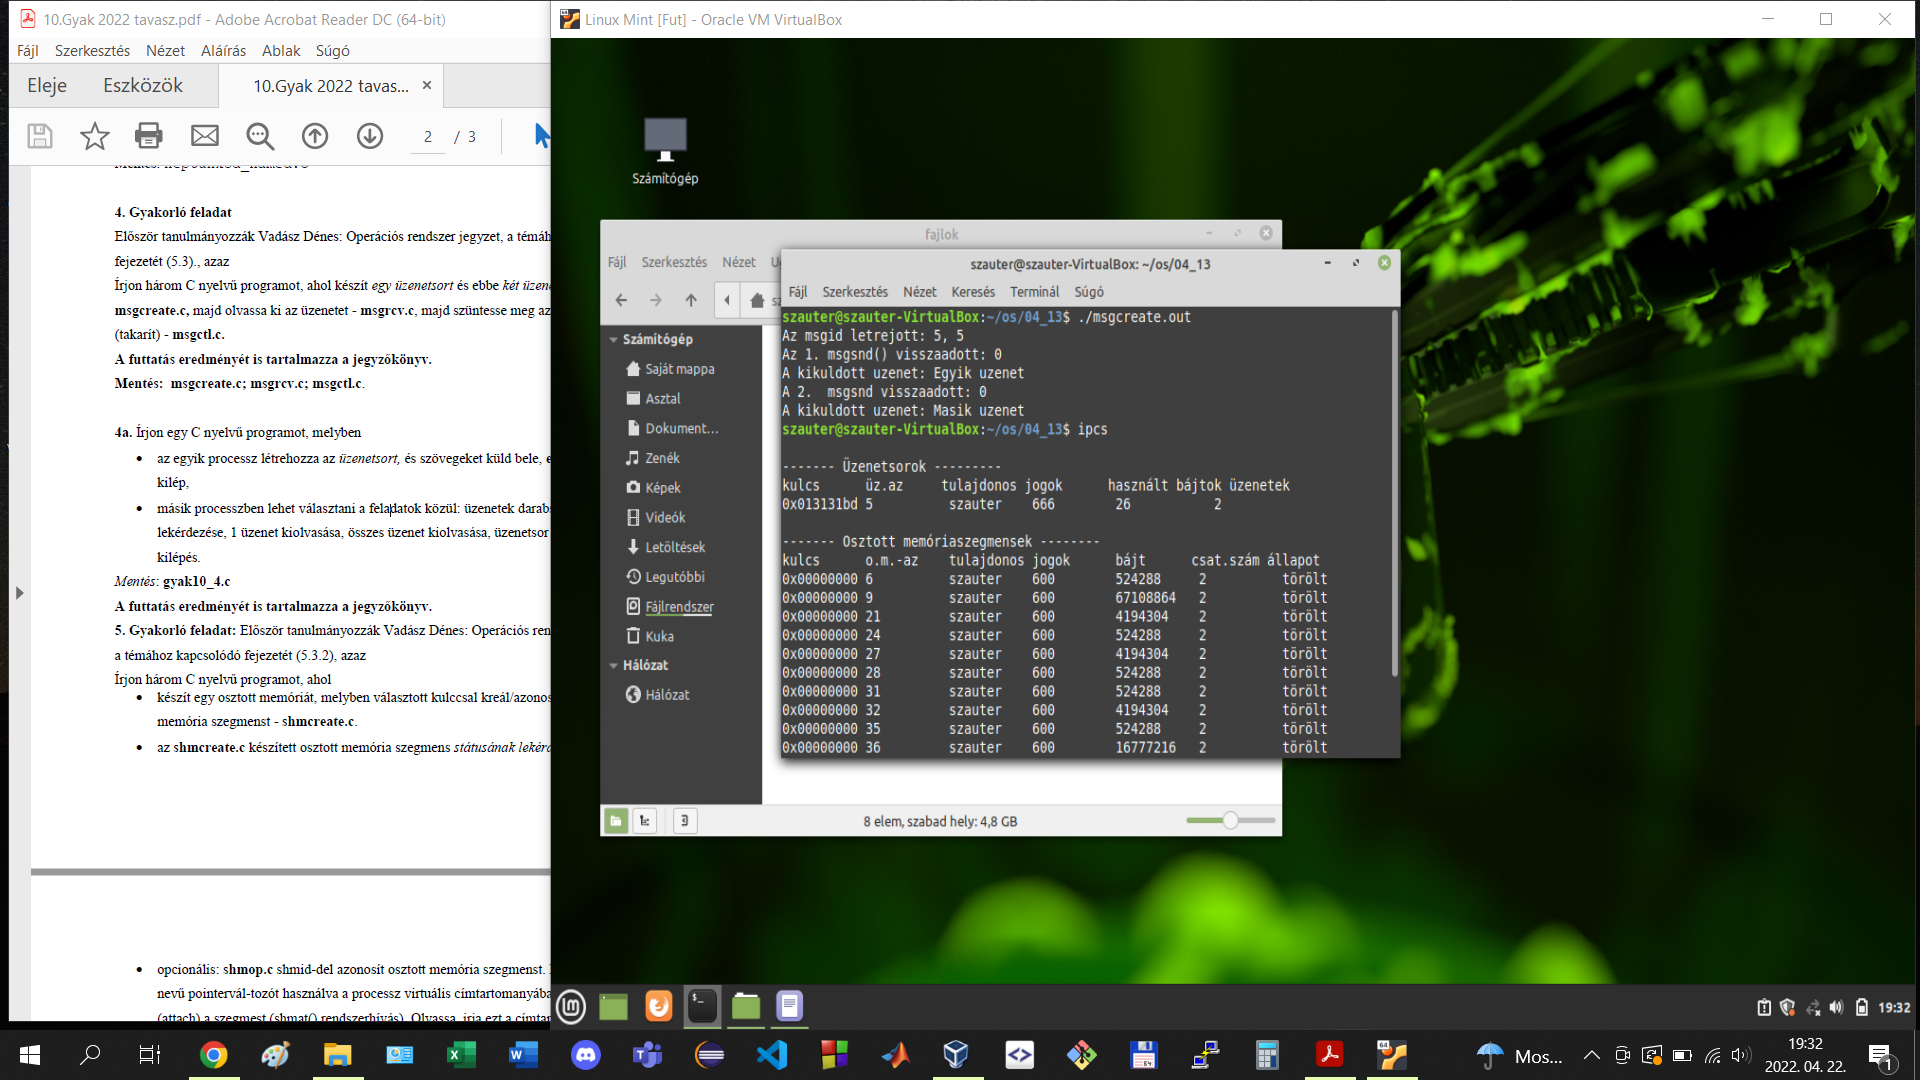 10.Gyak 2022 tavasz.pdf - Adobe Acrobat Reader DC (64-bit)
Fájl Szerkesztés Nézet Aláírás Ablak Súgó
Eleje Eszközök 10.Gyak 2022 tavas... ×
2 / 3
4. Gyakorló feladat
Először tanulmányozzák Vadász Dénes: Operációs rendszer jegyzet, a témáh
fejezetét (5.3)., azaz
Írjon három C nyelvű programot, ahol készít egy üzenetsort és ebbe két üzene
msgcreate.c, majd olvassa ki az üzenetet - msgrcv.c, majd szüntesse meg az
(takarít) - msgctl.c.
A futtatás eredményét is tartalmazza a jegyzőkönyv.
Mentés: msgcreate.c; msgrcv.c; msgctl.c.
4a. Írjon egy C nyelvű programot, melyben
• az egyik processz létrehozza az üzenetsort, és szövegeket küld bele, e
kilép,
• másik processzben lehet választani a feladatok közül: üzenetek darab
lekérdezése, 1 üzenet kiolvasása, összes üzenet kiolvasása, üzenetsor
kilépés.
Mentés: gyak10_4.c
A futtatás eredményét is tartalmazza a jegyzőkönyv.
5. Gyakorló feladat: Először tanulmányozzák Vadász Dénes: Operációs ren
a témához kapcsolódó fejezetét (5.3.2), azaz
Írjon három C nyelvű programot, ahol
• készít egy osztott memóriát, melyben választott kulccsal kreál/azonos
memória szegmenst - shmcreate.c.
• az shmcreate.c készített osztott memória szegmens státusának lekér
• opcionális: shmop.c shmid-del azonosít osztott memória szegmenst.
nevű pointervál-tozót használva a processz virtuális címtartomanyába
(attach) a szegmest (shmat() rendszerhívás). Olvassa, irja ezt a címtar
Linux Mint [Fut] - Oracle VM VirtualBox
Számítógép
fajlok
Fájl Szerkesztés Nézet
Számítógép
Saját mappa
Asztal
Dokument...
Zenék
Képek
Videók
Letöltések
Legutóbbi
Fájlrendszer
Kuka
Hálózat
Hálózat
8 elem, szabad hely: 4,8 GB
szauter@szauter-VirtualBox: ~/os/04_13
Fájl Szerkesztés Nézet Keresés Terminál Súgó
szauter@szauter-VirtualBox:~/os/04_13$ ./msgcreate.out
Az msgid letrejott: 5, 5
Az 1. msgsnd() visszaadott: 0
A kikuldott uzenet: Egyik uzenet
A 2.  msgsnd visszaadott: 0
A kikuldott uzenet: Masik uzenet
szauter@szauter-VirtualBox:~/os/04_13$ ipcs
------- Üzenetsorok ---------
kulcs üz.az tulajdonos jogok használt bájtok üzenetek
0x013131bd 5 szauter 666 26 2
------- Osztott memóriaszegmensek --------
kulcs o.m.-az tulajdonos jogok bájt csat.szám állapot
0x00000000 6 szauter 600 524288 2 törölt
0x00000000 9 szauter 600 67108864 2 törölt
0x00000000 21 szauter 600 4194304 2 törölt
0x00000000 24 szauter 600 524288 2 törölt
0x00000000 27 szauter 600 4194304 2 törölt
0x00000000 28 szauter 600 524288 2 törölt
0x00000000 31 szauter 600 524288 2 törölt
0x00000000 32 szauter 600 4194304 2 törölt
0x00000000 35 szauter 600 524288 2 törölt
0x00000000 36 szauter 600 16777216 2 törölt
19:32
Mos...
19:32
2022. 04. 22.
1